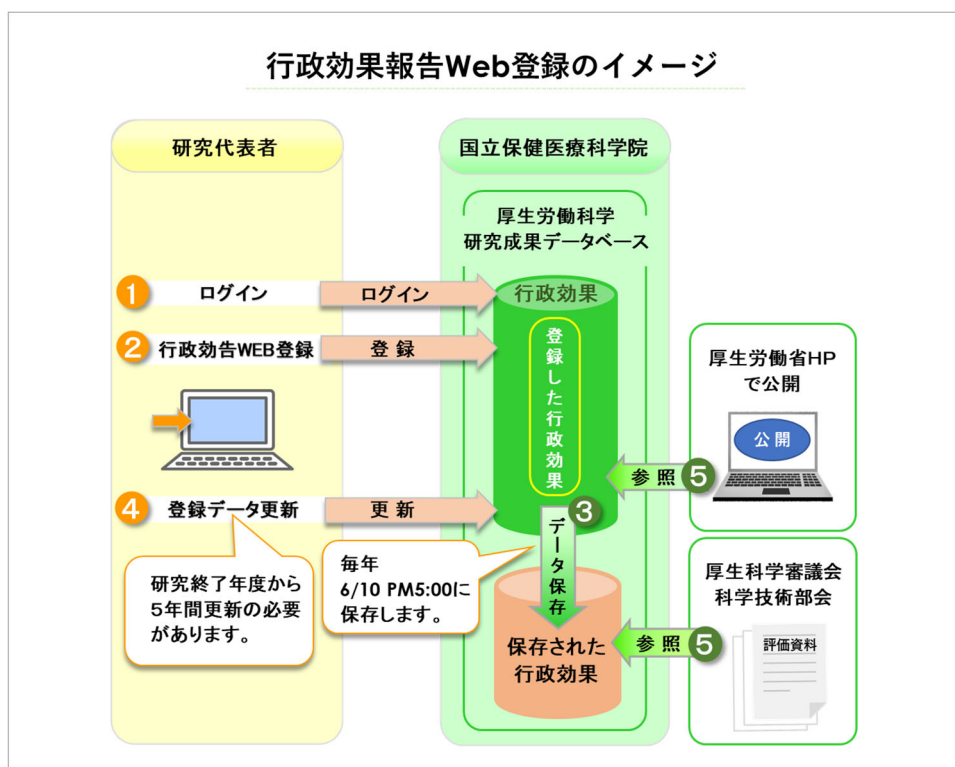 行政効果報告Web登録のイメージ
研究代表者
国立保健医療科学院
厚生労働科学
研究成果データベース
1
ログイン
ログイン
行政効果
2
行政効告WEB登録
登録
登録した行政効果
厚生労働省HP
で公開
公開
参照
5
4
登録データ更新
更新
3
データ保存
研究終了年度から
5年間更新の必要
があります。
毎年
6/10 PM5:00に
保存します。
保存された
行政効果
参照
5
厚生科学審議会
科学技術部会
評価資料